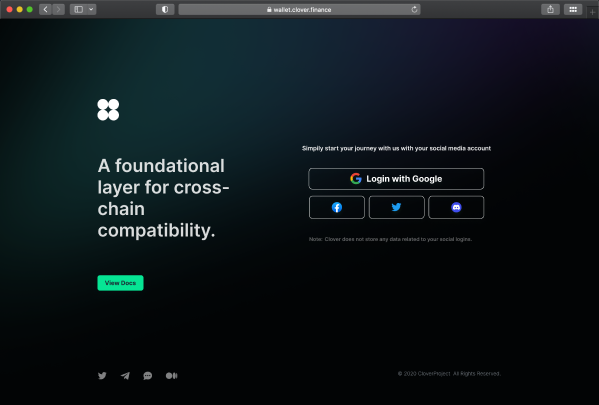 wallet.clover.finance
A foundational
layer for cross-
chain
compatibility.
View Docs
Simplly start your journey with us with your social media account
Login with Google
Note: Clover does not store any data related to your social logins.
© 2020 CloverProject. All Rights Reserved.